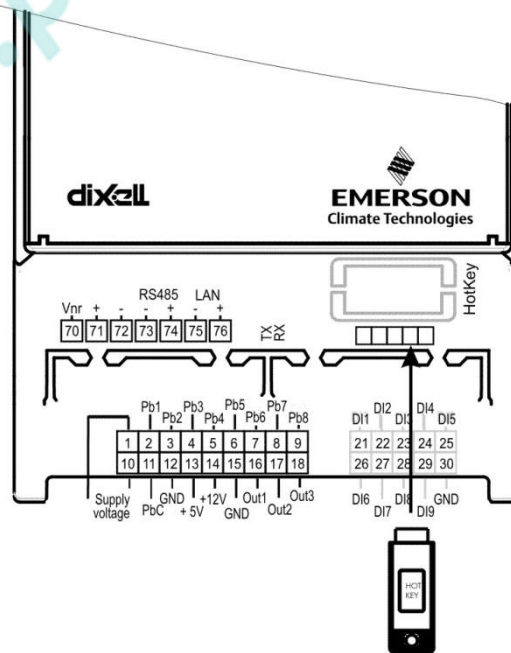 .p
dixell
EMERSON
Climate Technologies
HotKey
RS485 LAN
Vnr + - - + - +
70 71 72 73 74 75 76
TX
RX
Pb1 Pb3 Pb5 Pb7
Pb2 Pb4 Pb6 Pb8
1 2 3 4 5 6 7 8 9
10 11 12 13 14 15 16 17 18
Supply
voltage
PbC
GND
+ 5V
+12V
GND
Out1
Out2
Out3
DI2 DI4
DI1 DI3 DI5
21 22 23 24 25
26 27 28 29 30
DI6 DI8 GND
DI7 DI9
HOT
KEY